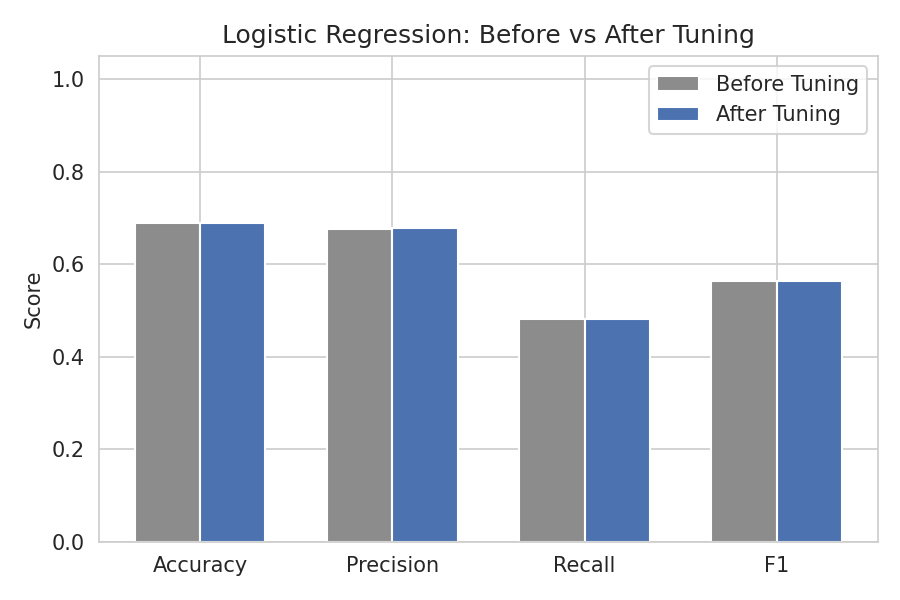 Logistic Regression: Before vs After Tuning
Before Tuning
After Tuning
Score
1.0
0.8
0.6
0.4
0.2
0.0
Accuracy Precision Recall F1